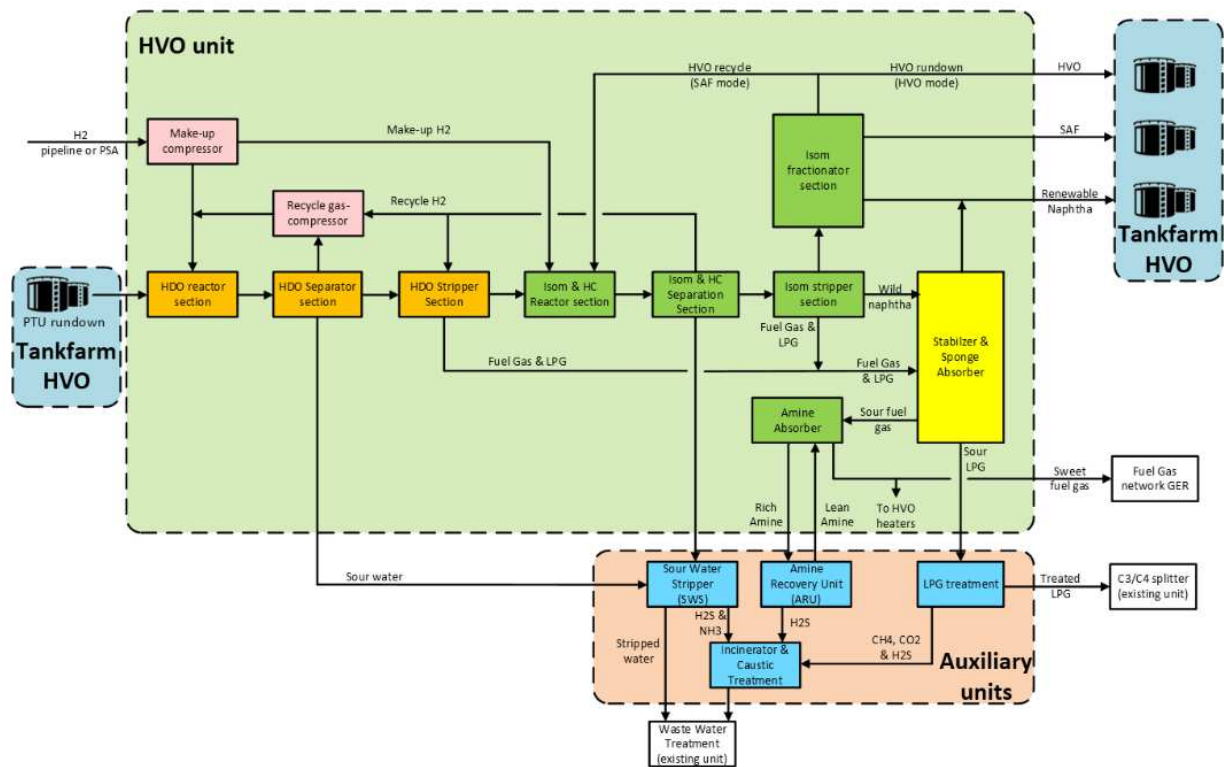 HVO unit
HVO recycle
(SAF mode)
HVO rundown
(HVO mode)
HVO
H2
pipeline or PSA
Make-up
compressor
Make-up H2
SAF
Isom
fractionator
section
Recycle gas-
compressor
Recycle H2
Renewable
Naphtha
Tankfarm
HVO
PTU rundown
Tankfarm
HVO
HDO reactor
section
HDO Separator
section
HDO Stripper
Section
Isom & HC
Reactor section
Isom & HC
Separation
Section
Isom stripper
section
Wild
naphtha
Fuel Gas &
LPG
Fuel Gas & LPG
Fuel Gas
& LPG
Stabilzer &
Sponge
Absorber
Amine
Absorber
Sour fuel
gas
Sour
LPG
Sweet
fuel gas
Fuel Gas
network GER
Rich
Amine
Lean
Amine
To HVO
heaters
Sour water
Sour Water
Stripper
(SWS)
Amine
Recovery Unit
(ARU)
LPG treatment
Treated
LPG
C3/C4 splitter
(existing unit)
H2S &
NH3
H2S
Stripped
water
CH4, CO2
& H2S
Incinerator &
Caustic
Treatment
Auxiliary
units
Waste Water
Treatment
(existing unit)